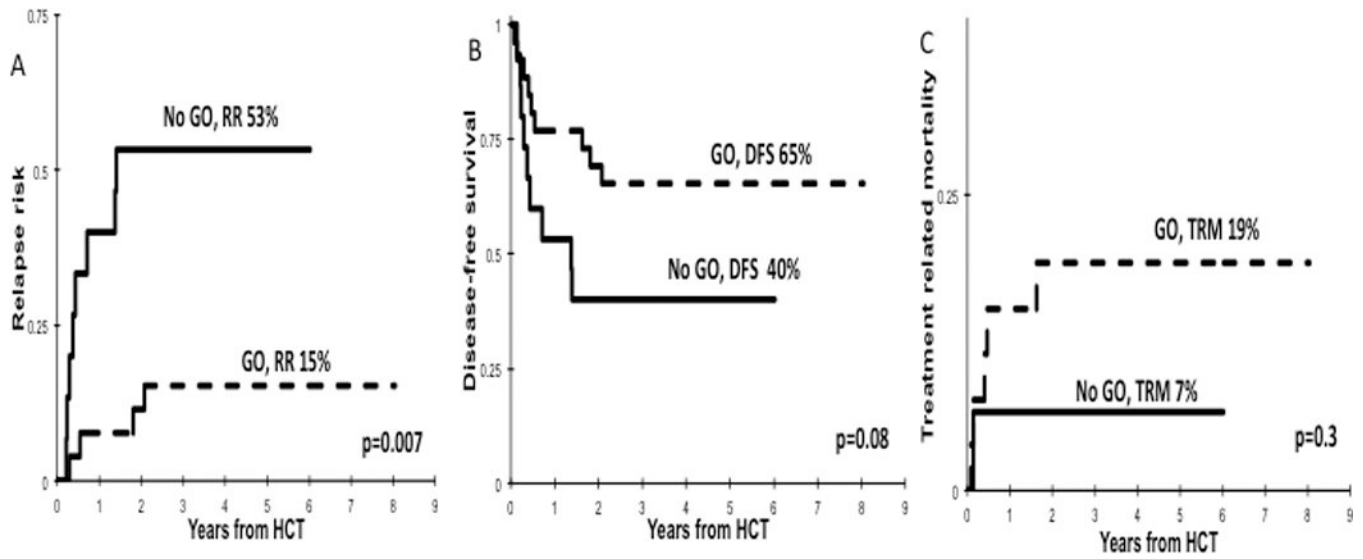 A
Relapse risk
0.75
0.5
0.25
0
No GO, RR 53%
GO, RR 15%
p=0.007
0 1 2 3 4 5 6 7 8 9
Years from HCT
B
Disease-free survival
1
0.75
0.5
0.25
0
GO, DFS 65%
No GO, DFS 40%
p=0.08
0 1 2 3 4 5 6 7 8 9
Years from HCT
C
Treatment related mortality
0.25
0
GO, TRM 19%
No GO, TRM 7%
p=0.3
0 1 2 3 4 5 6 7 8 9
Years from HCT